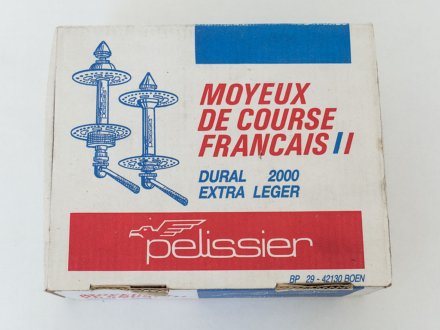 MOYEUX
DE COURSE
FRANCAIS
DURAL 2000
EXTRA LEGER
pelissier
BP 29 - 42130 BOEN